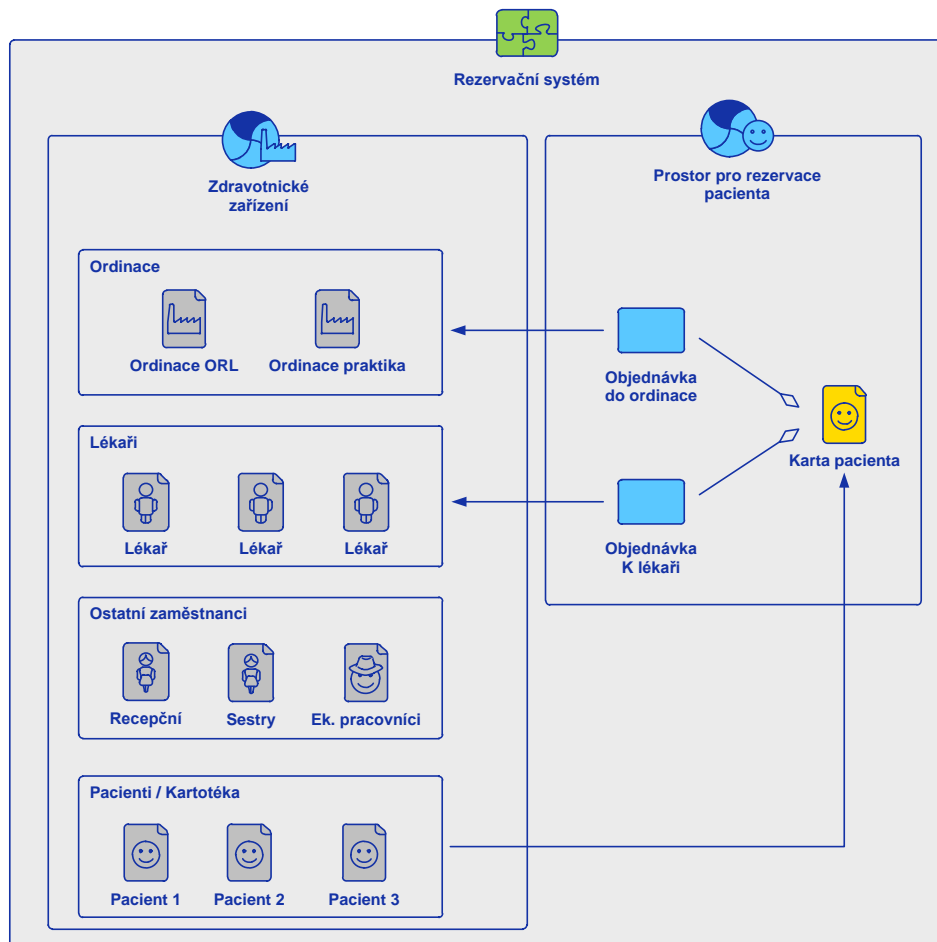 Rezervační systém
Zdravotnické
zařízení
Ordinace
Ordinace ORL
Ordinace praktika
Lékaři
Lékař
Lékař
Lékař
Ostatní zaměstnanci
Recepční
Sestry
Ek. pracovníci
Pacienti / Kartotéka
Pacient 1
Pacient 2
Pacient 3
Prostor pro rezervace
pacienta
Objednávka
do ordinace
Karta pacienta
Objednávka
K lékaři